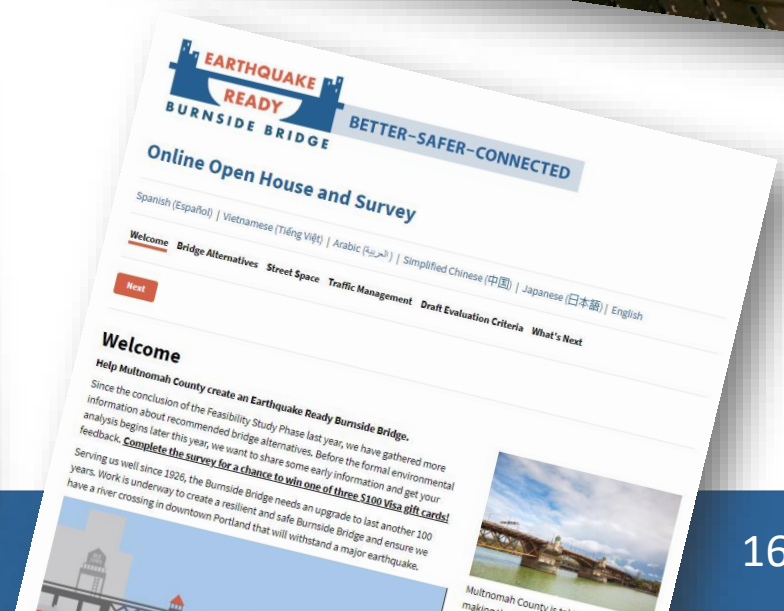 EARTHQUAKE
READY
BURNSIDE BRIDGE
BETTER–SAFER–CONNECTED
Online Open House and Survey
Spanish (Español) | Vietnamese (Tiếng Việt) | Arabic (العربية) | Simplified Chinese (中国) | Japanese (日本語) | English
Welcome Bridge Alternatives Street Space Traffic Management Draft Evaluation Criteria What's Next
Next
Welcome
Help Multnomah County create an Earthquake Ready Burnside Bridge.
Since the conclusion of the Feasibility Study Phase last year, we have gathered more
information about recommended bridge alternatives. Before the formal environmental
analysis begins later this year, we want to share some early information and get your
feedback. Complete the survey for a chance to win one of three $100 Visa gift cards!
Serving us well since 1926, the Burnside Bridge needs an upgrade to last another 100
years. Work is underway to create a resilient and safe Burnside Bridge and ensure we
have a river crossing in downtown Portland that will withstand a major earthquake.
Multnomah County is
making
16